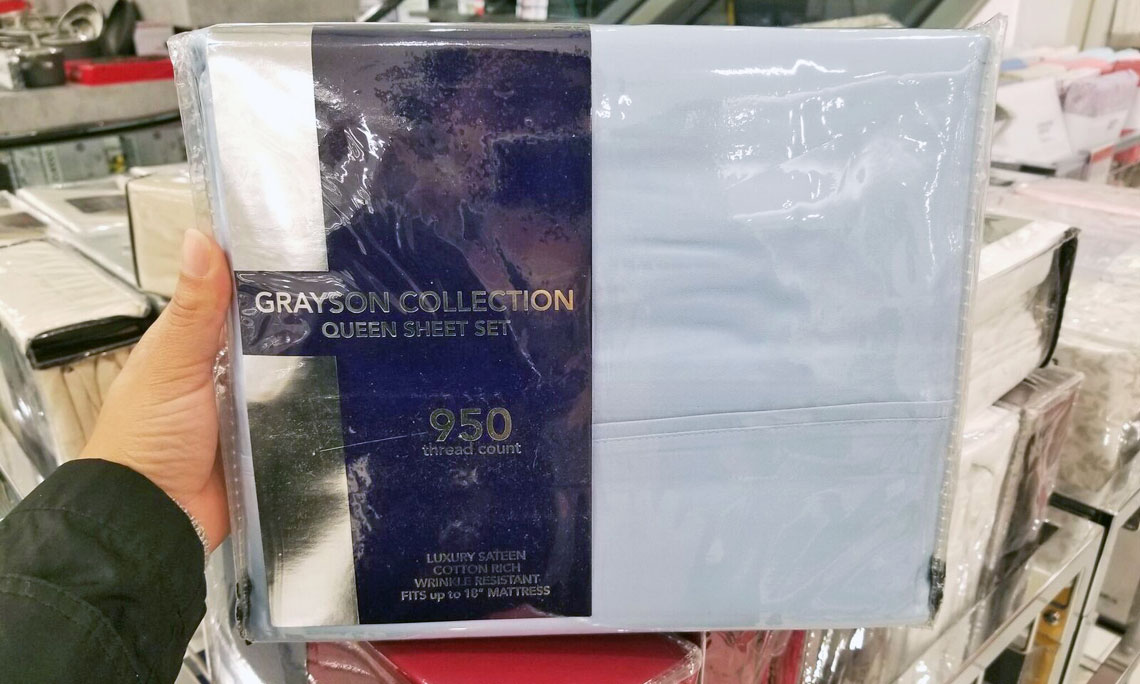 GRAYSON COLLECTION
QUEEN SHEET SET
950
thread count
LUXURY SATEEN
COTTON RICH
WRINKLE RESISTANT
FITS up to 18" MATTRESS